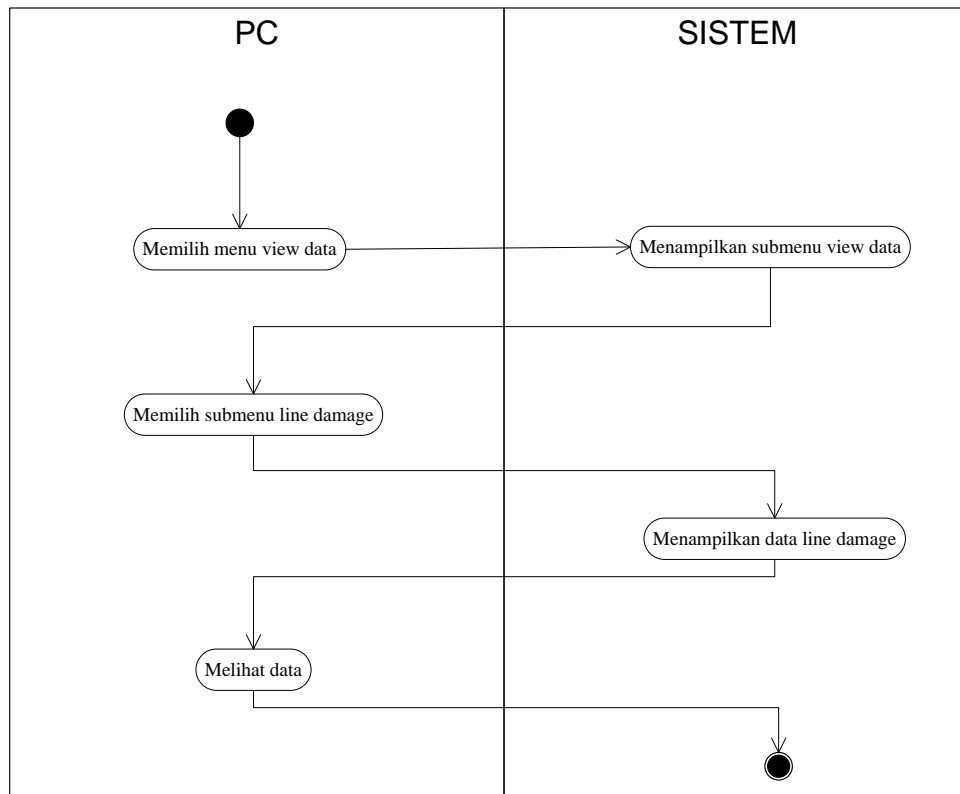 PC
SISTEM
Memilih menu view data
Menampilkan submenu view data
Memilih submenu line damage
Menampilkan data line damage
Melihat data